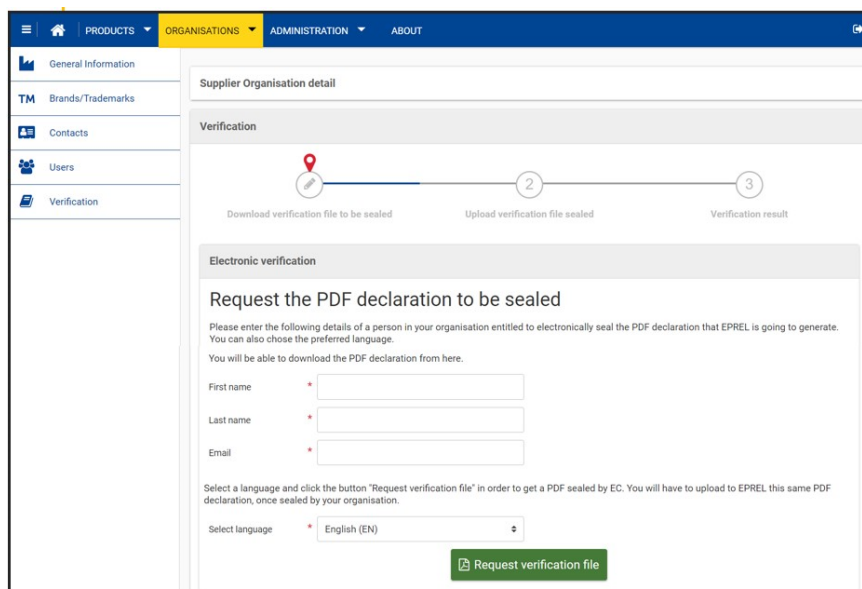 PRODUCTS
ORGANISATIONS
ADMINISTRATION
ABOUT
General Information
TM Brands/Trademarks
Contacts
Users
Verification
Supplier Organisation detail
Verification
2
3
Download verification file to be sealed
Upload verification file sealed
Verification result
Electronic verification
Request the PDF declaration to be sealed
Please enter the following details of a person in your organisation entitled to electronically seal the PDF declaration that EPREL is going to generate.
You can also chose the preferred language.
You will be able to download the PDF declaration from here.
First name *
Last name *
Email *
Select a language and click the button "Request verification file" in order to get a PDF sealed by EC. You will have to upload to EPREL this same PDF
declaration, once sealed by your organisation.
Select language * English (EN)
Request verification file